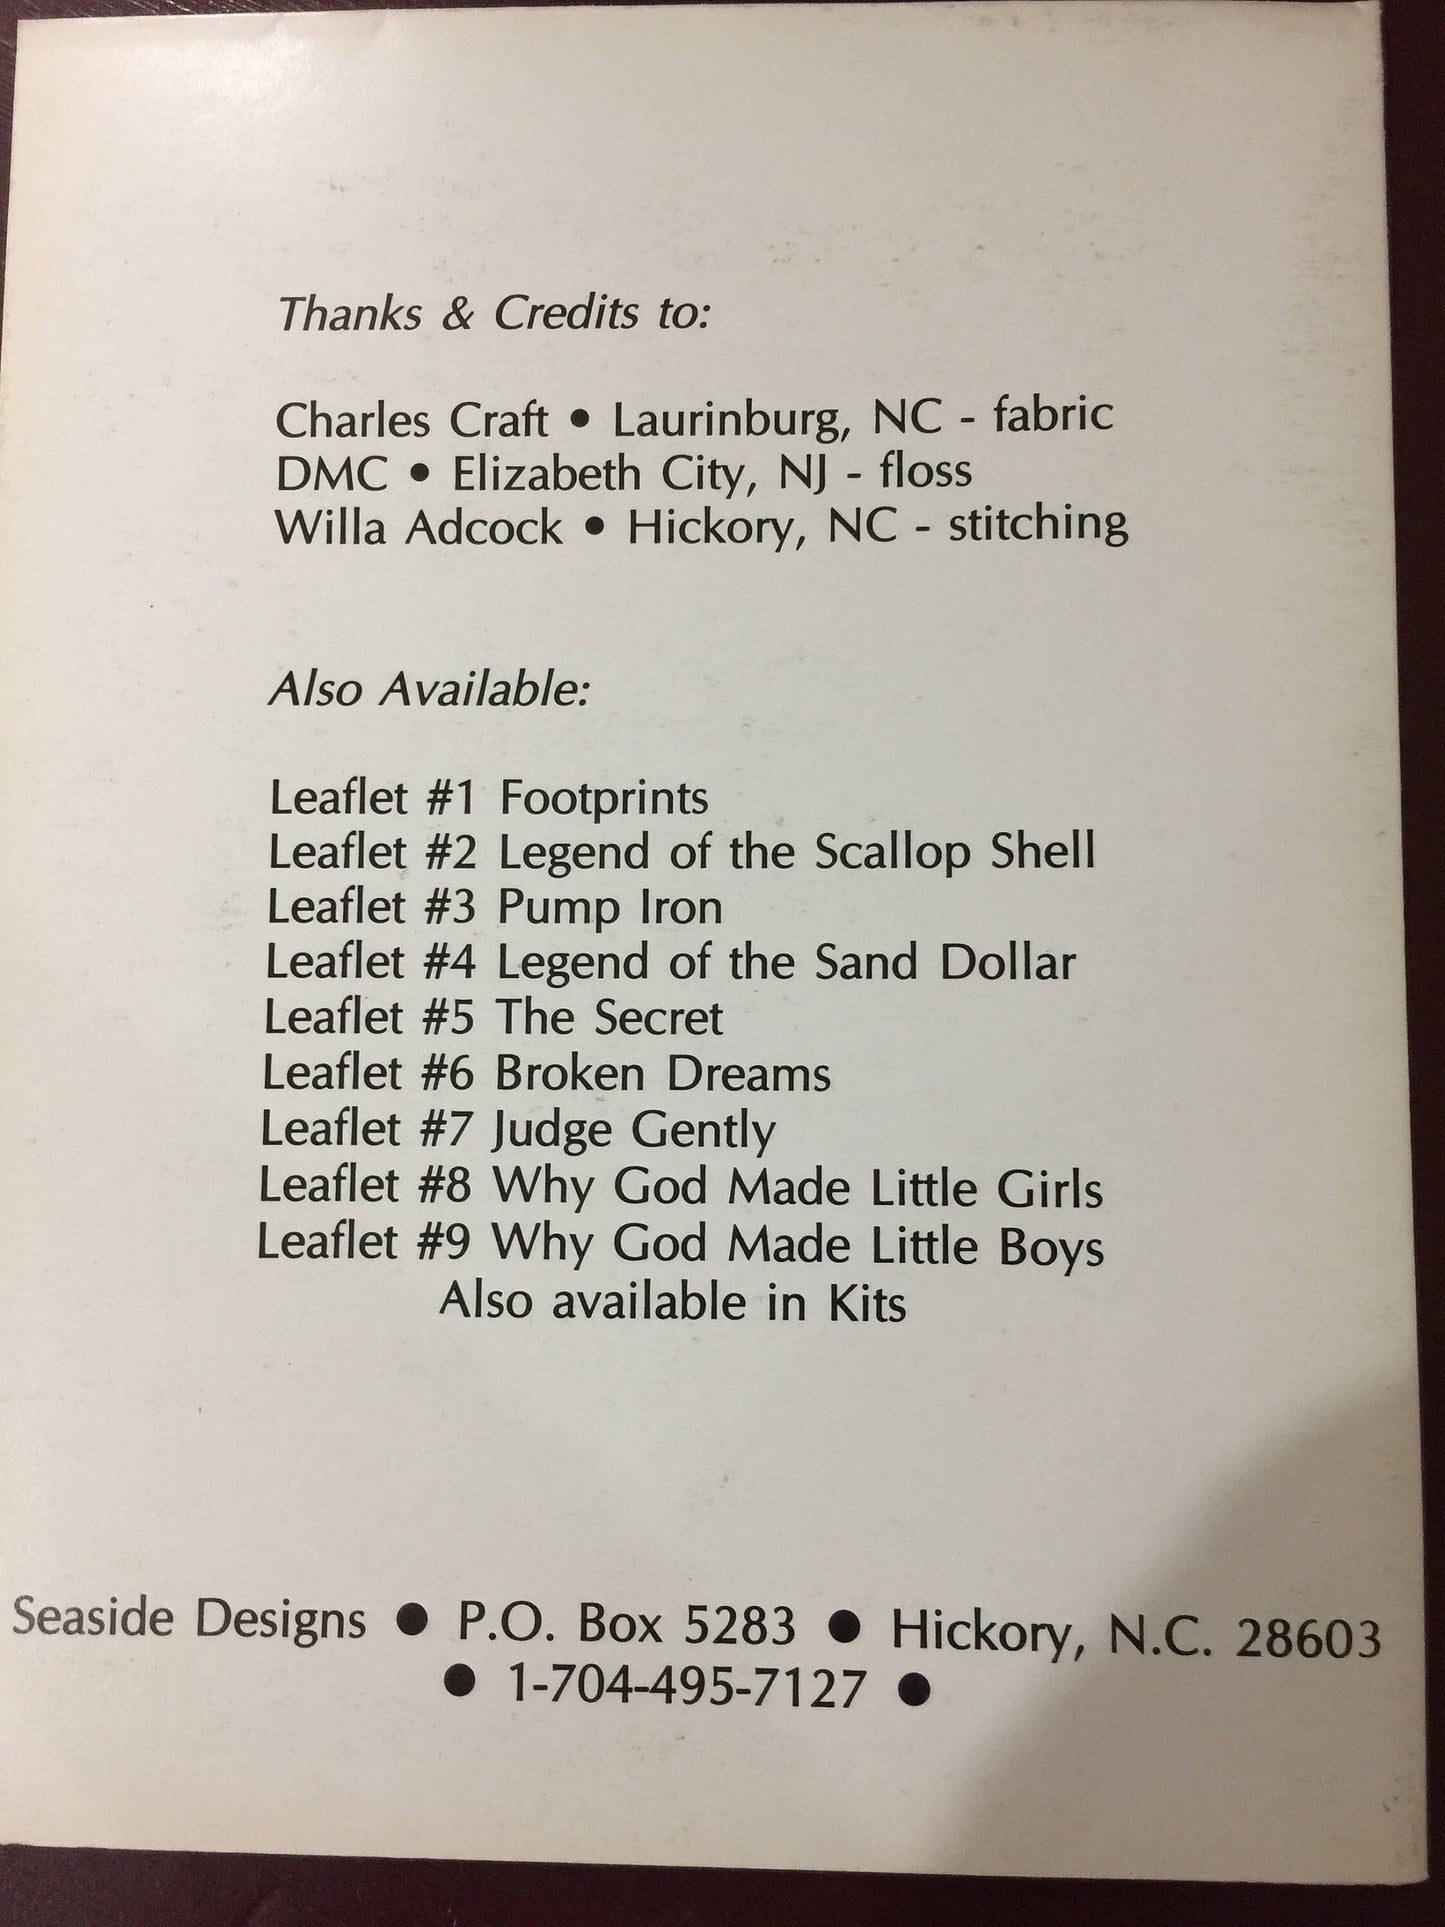 Thanks & Credits to:
Charles Craft • Laurinburg, NC - fabric
DMC • Elizabeth City, NJ - floss
Willa Adcock • Hickory, NC - stitching
Also Available:
Leaflet #1 Footprints
Leaflet #2 Legend of the Scallop Shell
Leaflet #3 Pump Iron
Leaflet #4 Legend of the Sand Dollar
Leaflet #5 The Secret
Leaflet #6 Broken Dreams
Leaflet #7 Judge Gently
Leaflet #8 Why God Made Little Girls
Leaflet #9 Why God Made Little Boys
Also available in Kits
Seaside Designs ● P.O. Box 5283 ● Hickory, N.C. 28603
● 1-704-495-7127 ●